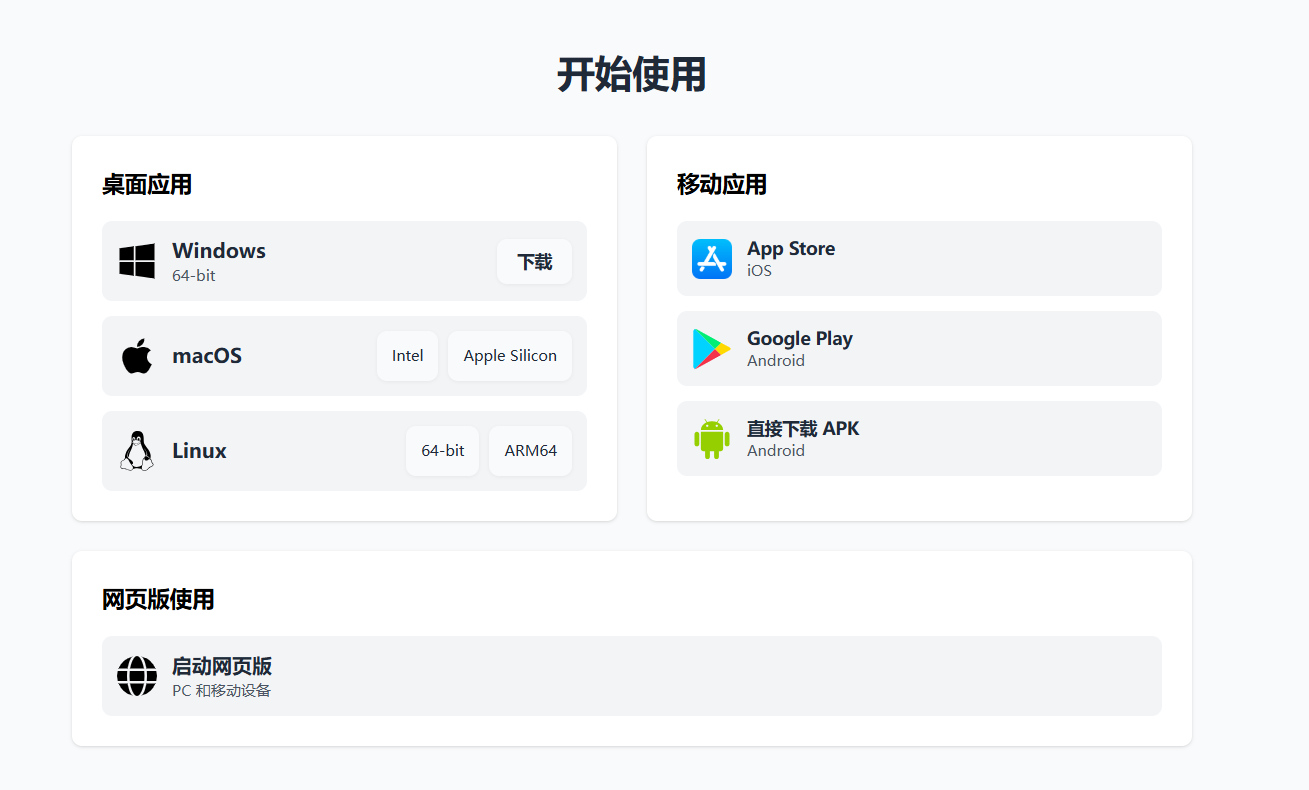 开始使用
桌面应用
Windows
64-bit
下载
macOS
Intel
Apple Silicon
Linux
64-bit
ARM64
移动应用
App Store
iOS
Google Play
Android
直接下载 APK
Android
网页版使用
启动网页版
PC 和移动设备